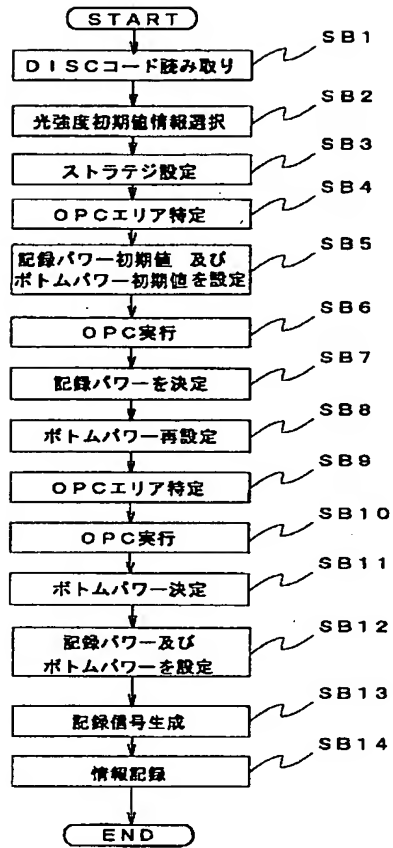 START
SB1
DISCコード読み取り
SB2
光強度初期値情報選択
SB3
ストラテジ設定
SB4
OPCエリア特定
SB5
記録パワー初期値 及び
ボトムパワー初期値を設定
SB6
OPC実行
SB7
記録パワーを決定
SB8
ボトムパワー再設定
SB9
OPCエリア特定
SB10
OPC実行
SB11
ボトムパワー決定
SB12
記録パワー及び
ボトムパワーを設定
SB13
記録信号生成
SB14
情報記録
END